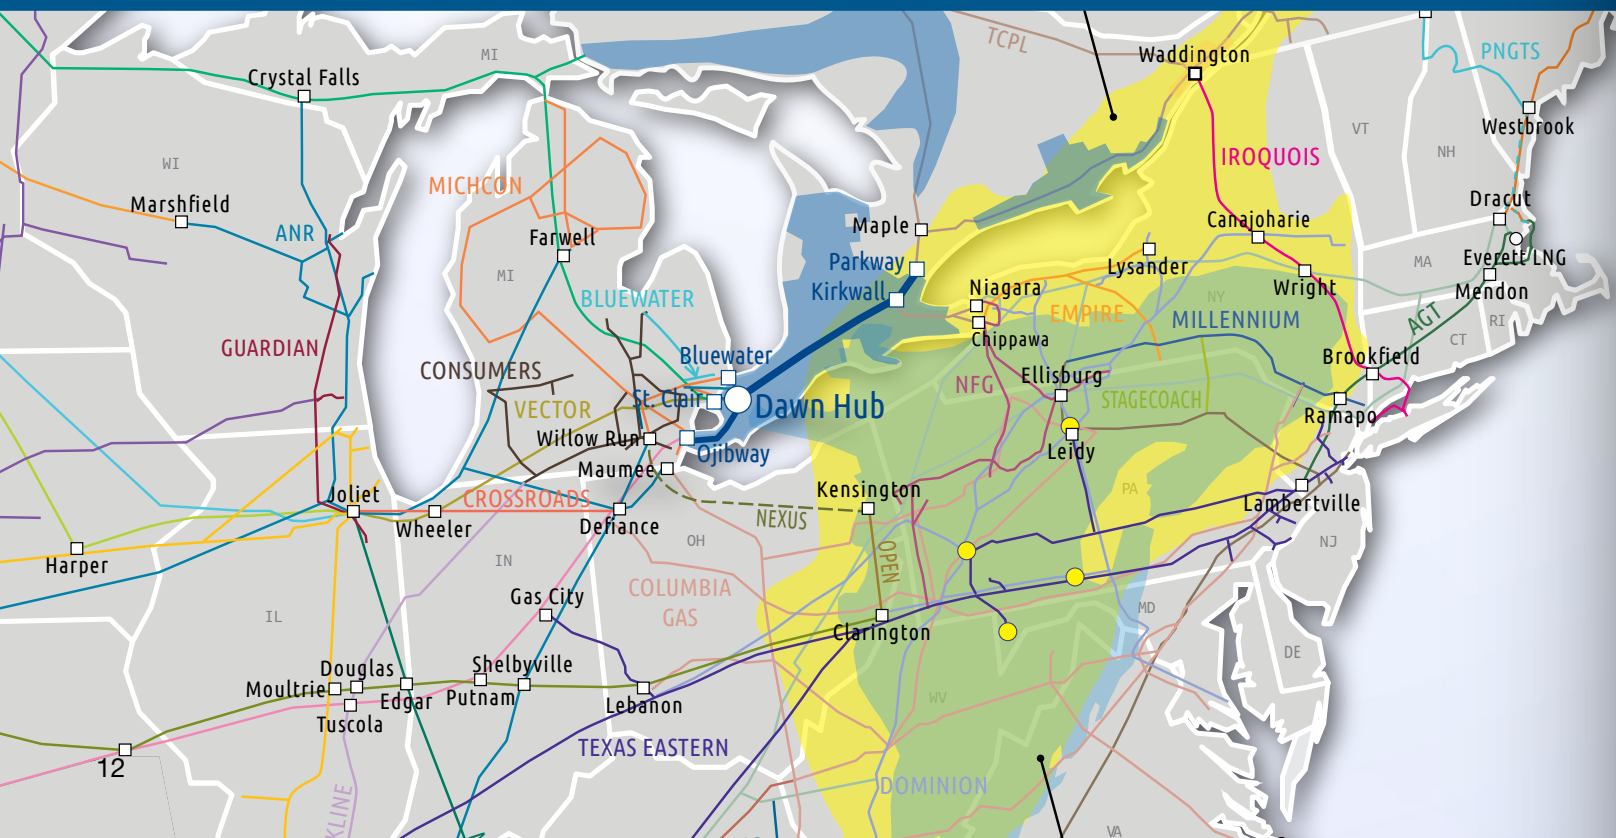 TCPL
Waddington
PNGTS
MI
Crystal Falls
Westbrook
VT
NH
IROQUOIS
WI
MICHCON
Marshfield
Dracut
ANR
Farwell
Maple
Canajoharie
Everett LNG
MA
Parkway
Lysander
MI
Kirkwall
Niagara
Wright
Mendon
BLUEWATER
NY
EMPIRE
MILLENNIUM
AGT
RI
CT
Chippawa
GUARDIAN
Bluewater
Brookfield
CONSUMERS
NFG
Ellisburg
St. Clair
Dawn Hub
STAGECOACH
VECTOR
Ramapo
Willow Run
Ojibway
Leidy
Maumee
Joliet
CROSSROADS
Kensington
PA
Lambertville
Wheeler
Defiance
NEXUS
OH
NJ
Harper
IN
OPEN
COLUMBIA
GAS
Gas City
MD
IL
Clarington
DE
Douglas
Shelbyville
Moultrie
Edgar
Putnam
Lebanon
WV
Tuscola
TEXAS EASTERN
12
DOMINION
KLINE
VA